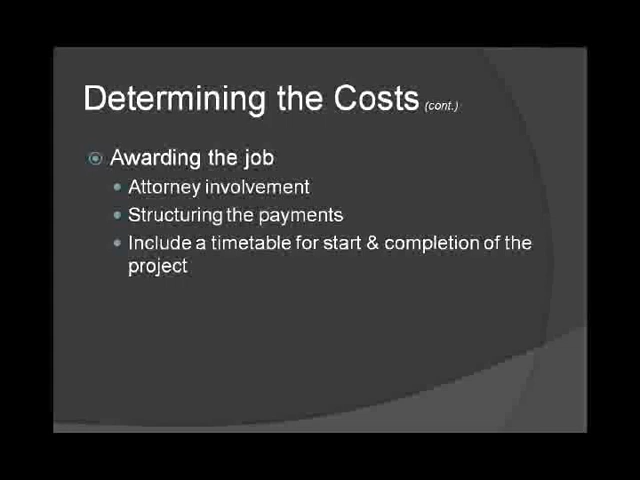 Determining the Costs (cont.)
Awarding the job
Attorney involvement
Structuring the payments
Include a timetable for start & completion of the
project